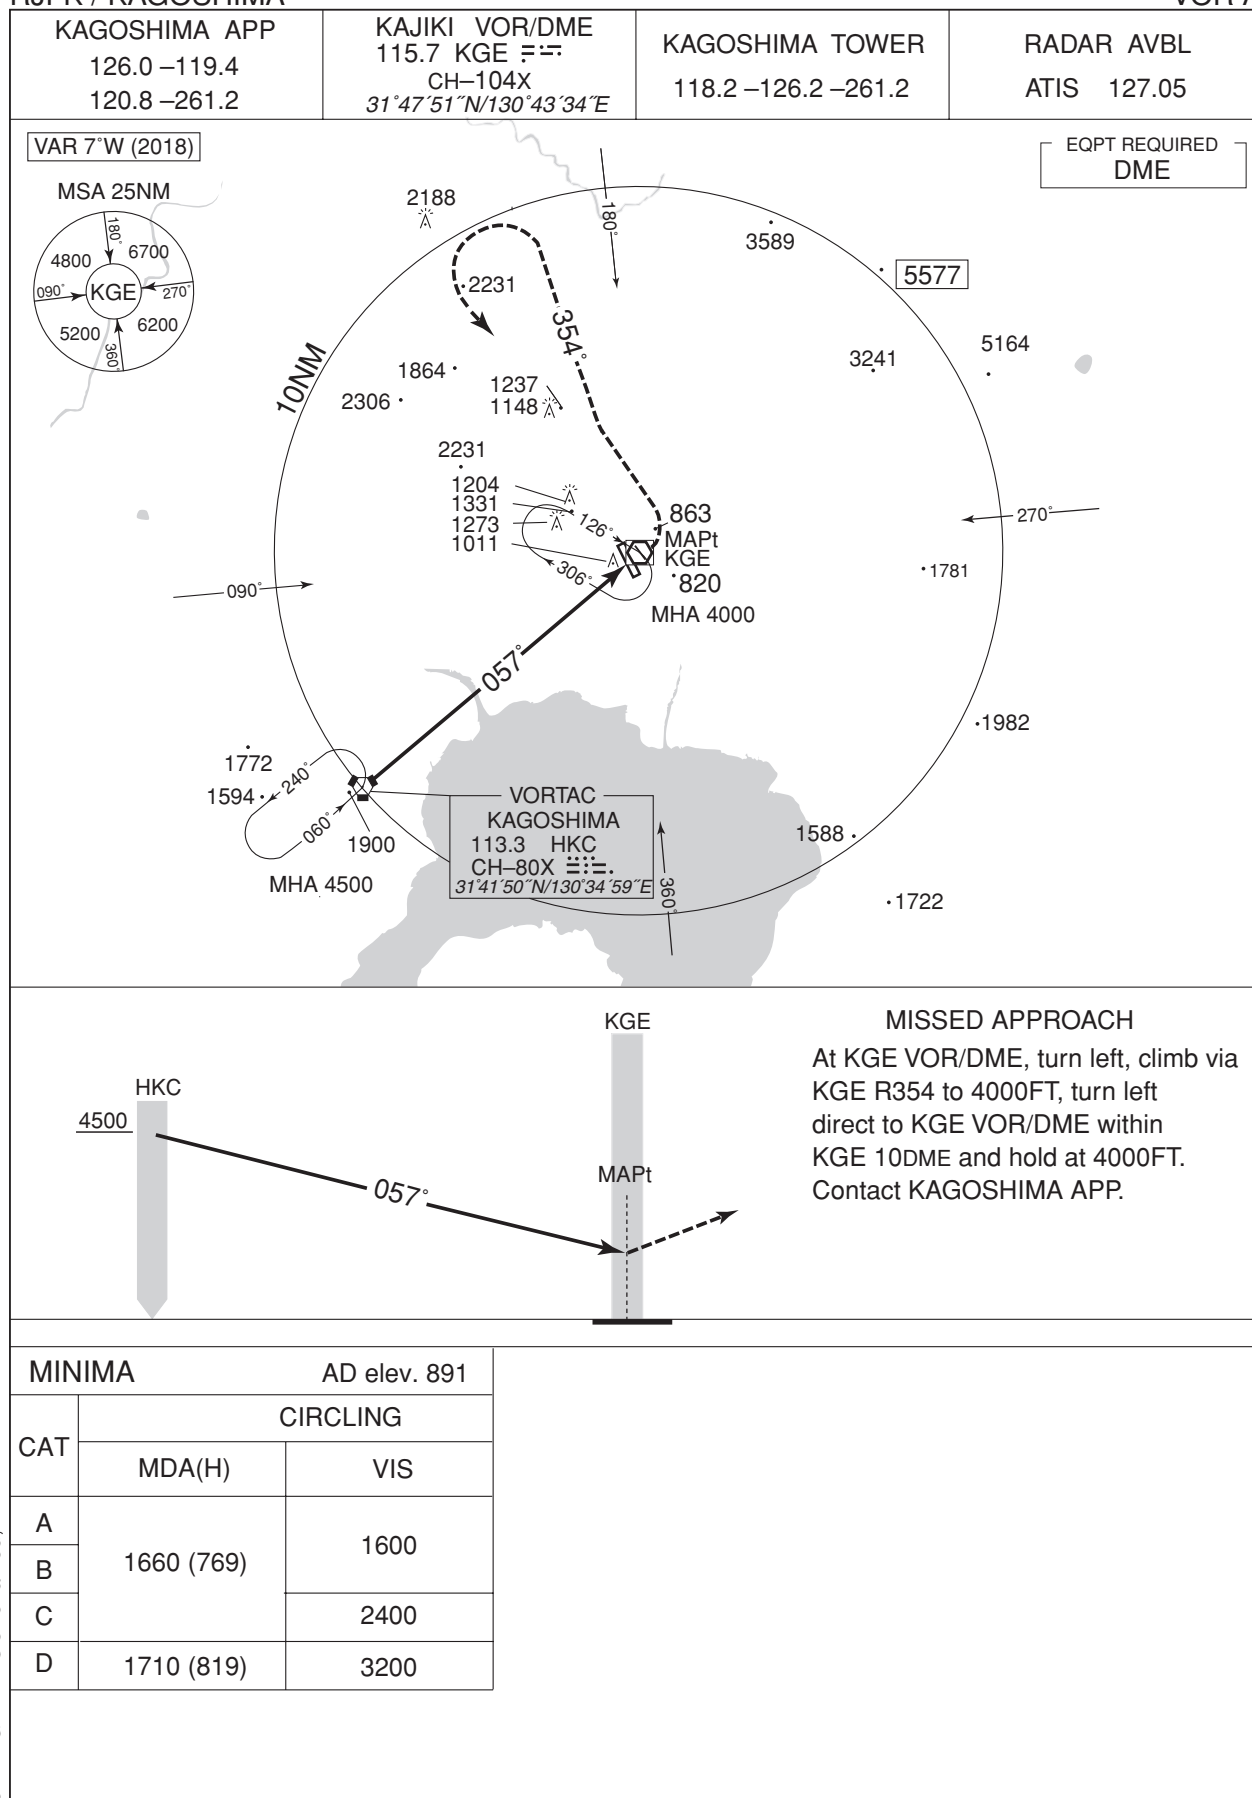 KAGOSHIMA APP
126.0 –119.4
120.8 –261.2
KAJIKI VOR/DME
115.7 KGE
CH–104X
31°47´51˝N/130°43´34˝E
KAGOSHIMA TOWER
118.2 –126.2 –261.2
RADAR AVBL
ATIS 127.05
VAR 7°W (2018)
EQPT REQUIRED
DME
MSA 25NM
180°
4800
6700
090°
KGE
270°
5200
6200
360°
2188
180°
3589
5577
2231
354°
10NM
3241
5164
1864
2306
1237
1148
2231
1204
1331
1273
1011
126°
306°
863
MAPt
KGE
820
MHA 4000
270°
1781
090°
057°
1982
1772
1594
240°
060°
1900
MHA 4500
VORTAC
KAGOSHIMA
113.3 HKC
CH–80X
31°41´50˝N/130°34´59˝E
360°
1588
1722
KGE
HKC
4500
057°
MAPt
MISSED APPROACH
At KGE VOR/DME, turn left, climb via
KGE R354 to 4000FT, turn left
direct to KGE VOR/DME within
KGE 10DME and hold at 4000FT.
Contact KAGOSHIMA APP.
MINIMA AD elev. 891
CAT
CIRCLING
MDA(H) VIS
A
B
C
D
1660 (769)
1600
2400
1710 (819)
3200